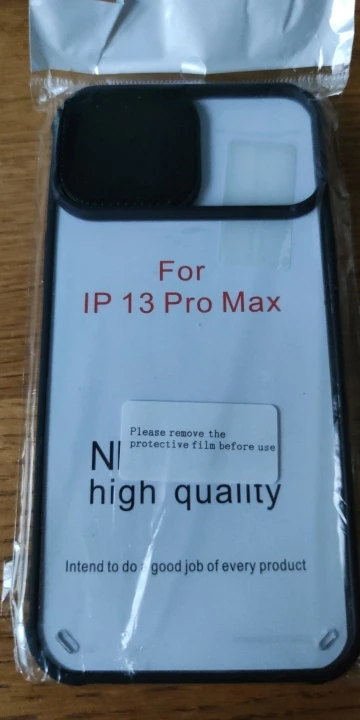 For
IP 13 Pro Max
Please remove the
protective film before use
high quality
Intend to do a good job of every product